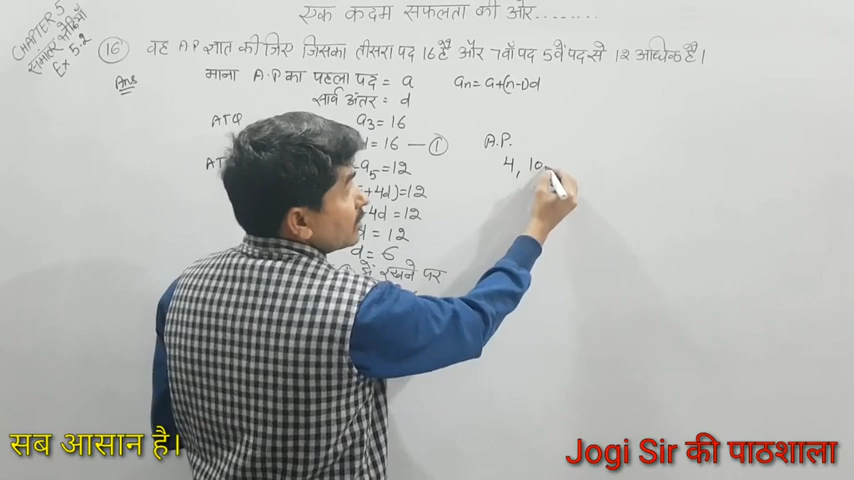 एक कदम सफलता की ओर........
CHAPTER 5
समांतर श्रेढियाँ
Ex 5.2
16 वह A.P ज्ञात कीजिए जिसका तीसरा पद 16 है और 7वाँ पद 5वें पद से 12 अधिक है।
Ans माना A.P का पहला पद = a an = a+(n-1)d
सार्व अंतर = d
ATQ a3 = 16
= 16 — 1 A.P.
a5 = 12 4, 10
+4d) = 12
4d = 12
= 12
d = 6
में रखने पर
सब आसान है।
Jogi Sir की पाठशाला